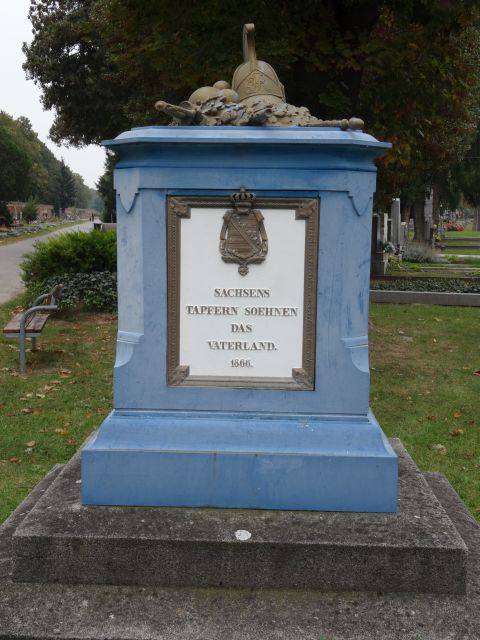 SACHSENS
TAPFERN SOEHNEN
DAS
VATERLAND.
1866.